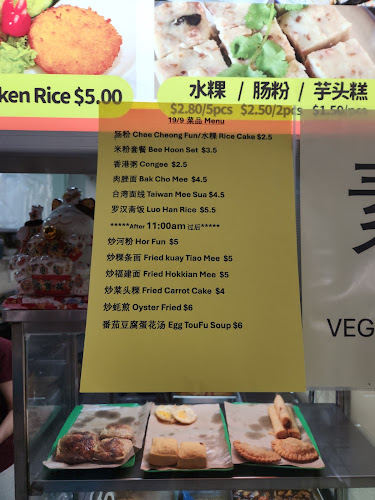 ken Rice $5.00
水粿 / 肠粉 / 芋头糕
$2.80/5pcs $2.50/2pcs $1.50/pcs
19/9 菜品 Menu
肠粉 Chee Cheong Fun/水粿 Rice Cake $2.5
米粉套餐 Bee Hoon Set $3.5
香港粥 Congee $2.5
肉脞面 Bak Cho Mee $4.5
台湾面线 Taiwan Mee Sua $4.5
罗汉斋饭 Luo Han Rice $5.5
*****After 11:00am 过后*****
炒河粉 Hor Fun $5
炒粿条面 Fried kuay Tiao Mee $5
炒福建面 Fried Hokkian Mee $5
炒菜头粿 Fried Carrot Cake $4
炒蚝煎 Oyster Fried $6
番茄豆腐蛋花汤 Egg TouFu Soup $6
VEG